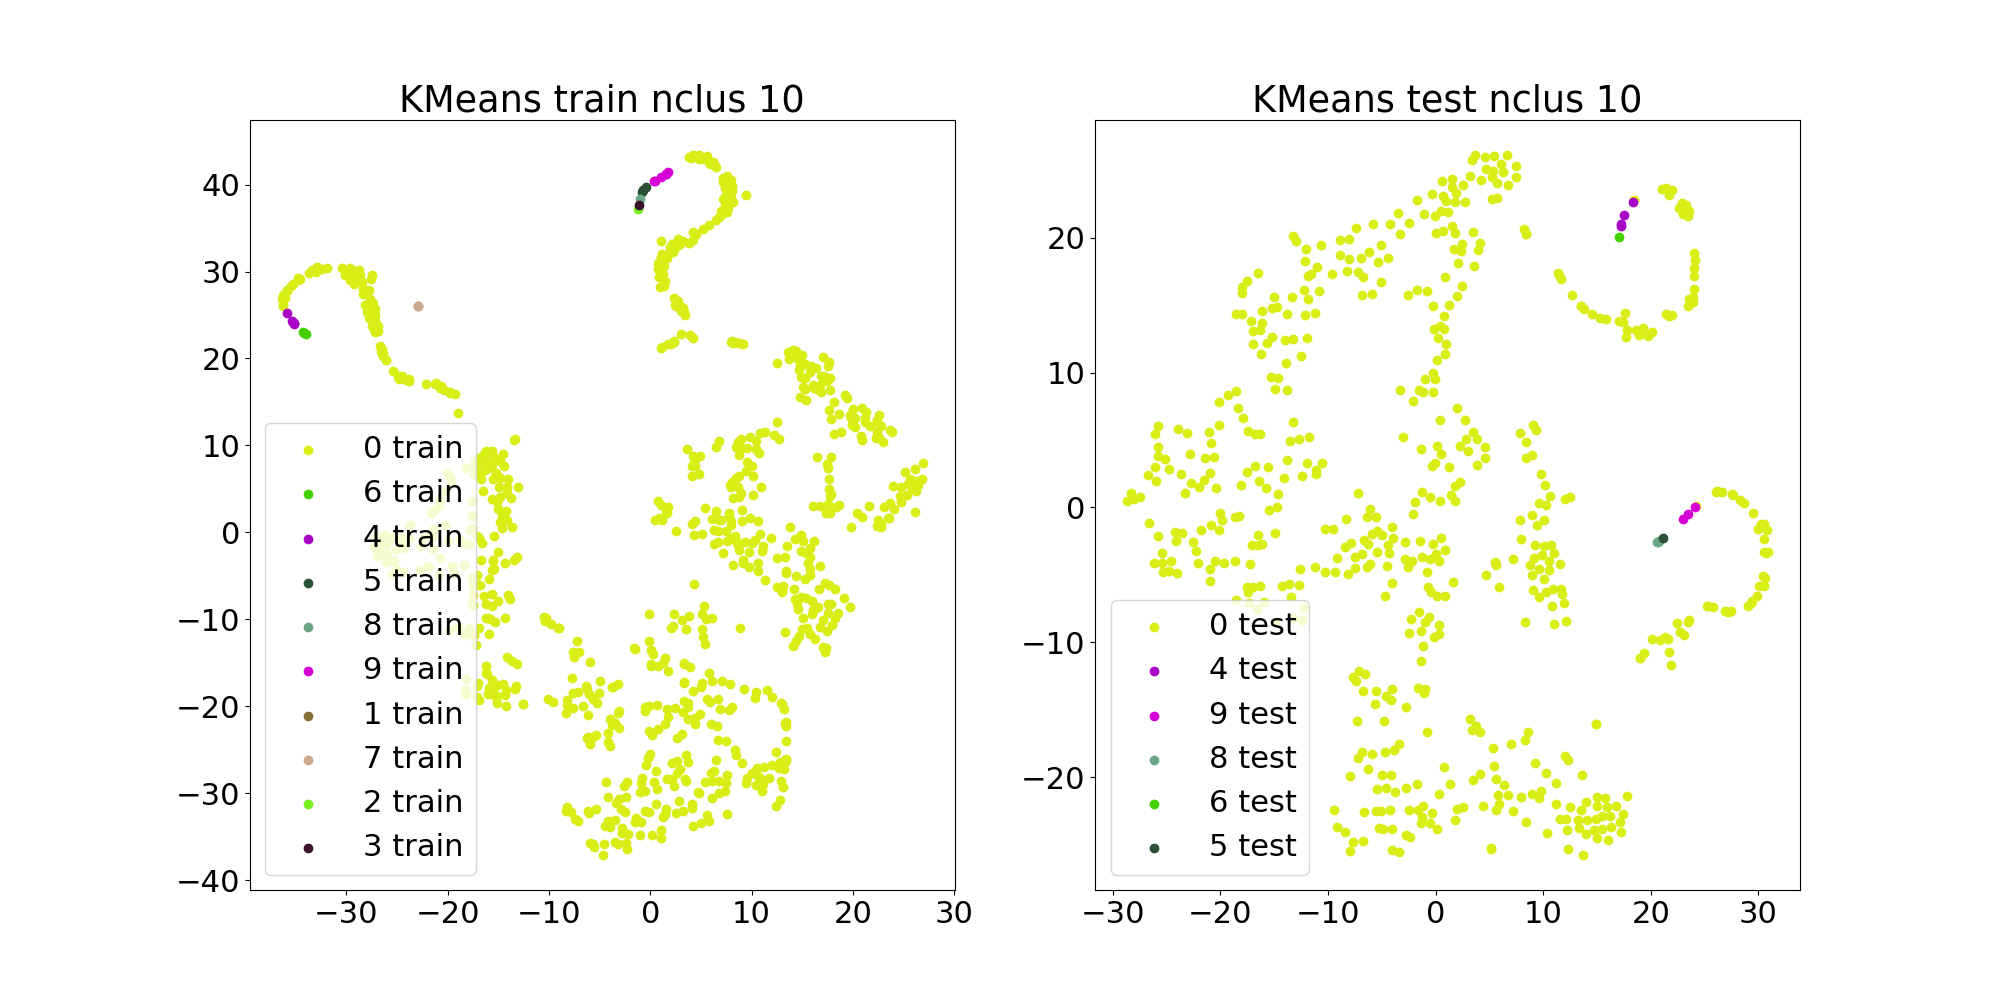 KMeans train nclus 10
40
30
20
10
0
−10
−20
−30
−40
−30
−20
−10
0
10
20
30
0 train
6 train
4 train
5 train
8 train
9 train
1 train
7 train
2 train
3 train
KMeans test nclus 10
20
10
0
−10
−20
−30
−20
−10
0
10
20
30
0 test
4 test
9 test
8 test
6 test
5 test